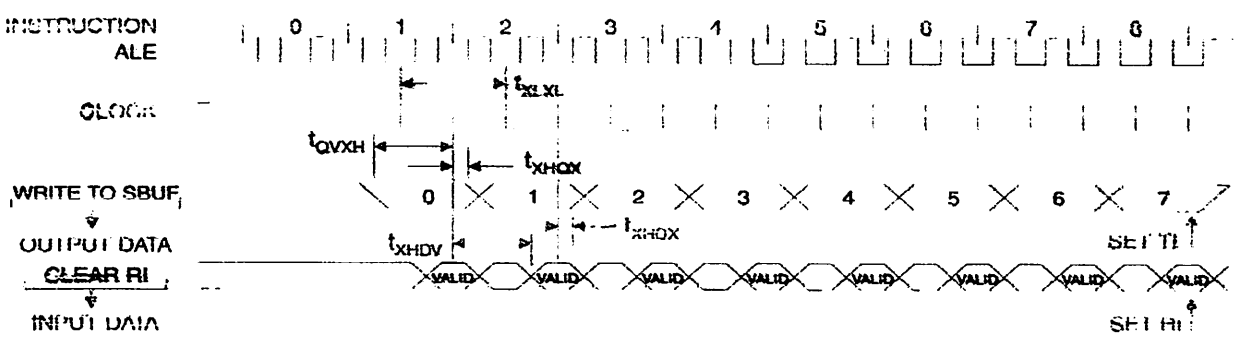 INSTRUCTION 0 1 2 3 4 5 6 7 8
ALE
tXLXL
CLOCK
tQVXH
tXHQX
WRITE TO SBUF 0 1 2 3 4 5 6 7
OUTPUT DATA tXHDV tXHDX SET TI
CLEAR RI VALID VALID VALID VALID VALID VALID VALID VALID
INPUT DATA SET RI